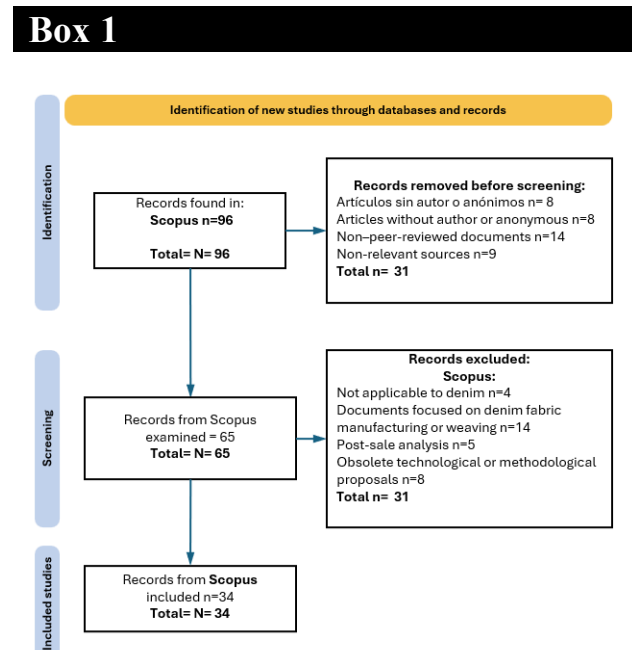 Box 1
Identification of new studies through databases and records
Identification
Records found in:
Scopus n=96
Total= N= 96
Records removed before screening:
Artículos sin autor o anónimos n= 8
Articles without author or anonymous n=8
Non–peer-reviewed documents n=14
Non-relevant sources n=9
Total n= 31
Screening
Records from Scopus
examined = 65
Total= N= 65
Records excluded:
Scopus:
Not applicable to denim n=4
Documents focused on denim fabric
manufacturing or weaving n=14
Post-sale analysis n=5
Obsolete technological or methodological
proposals n=8
Total n= 31
Included studies
Records from Scopus
included n=34
Total= N= 34